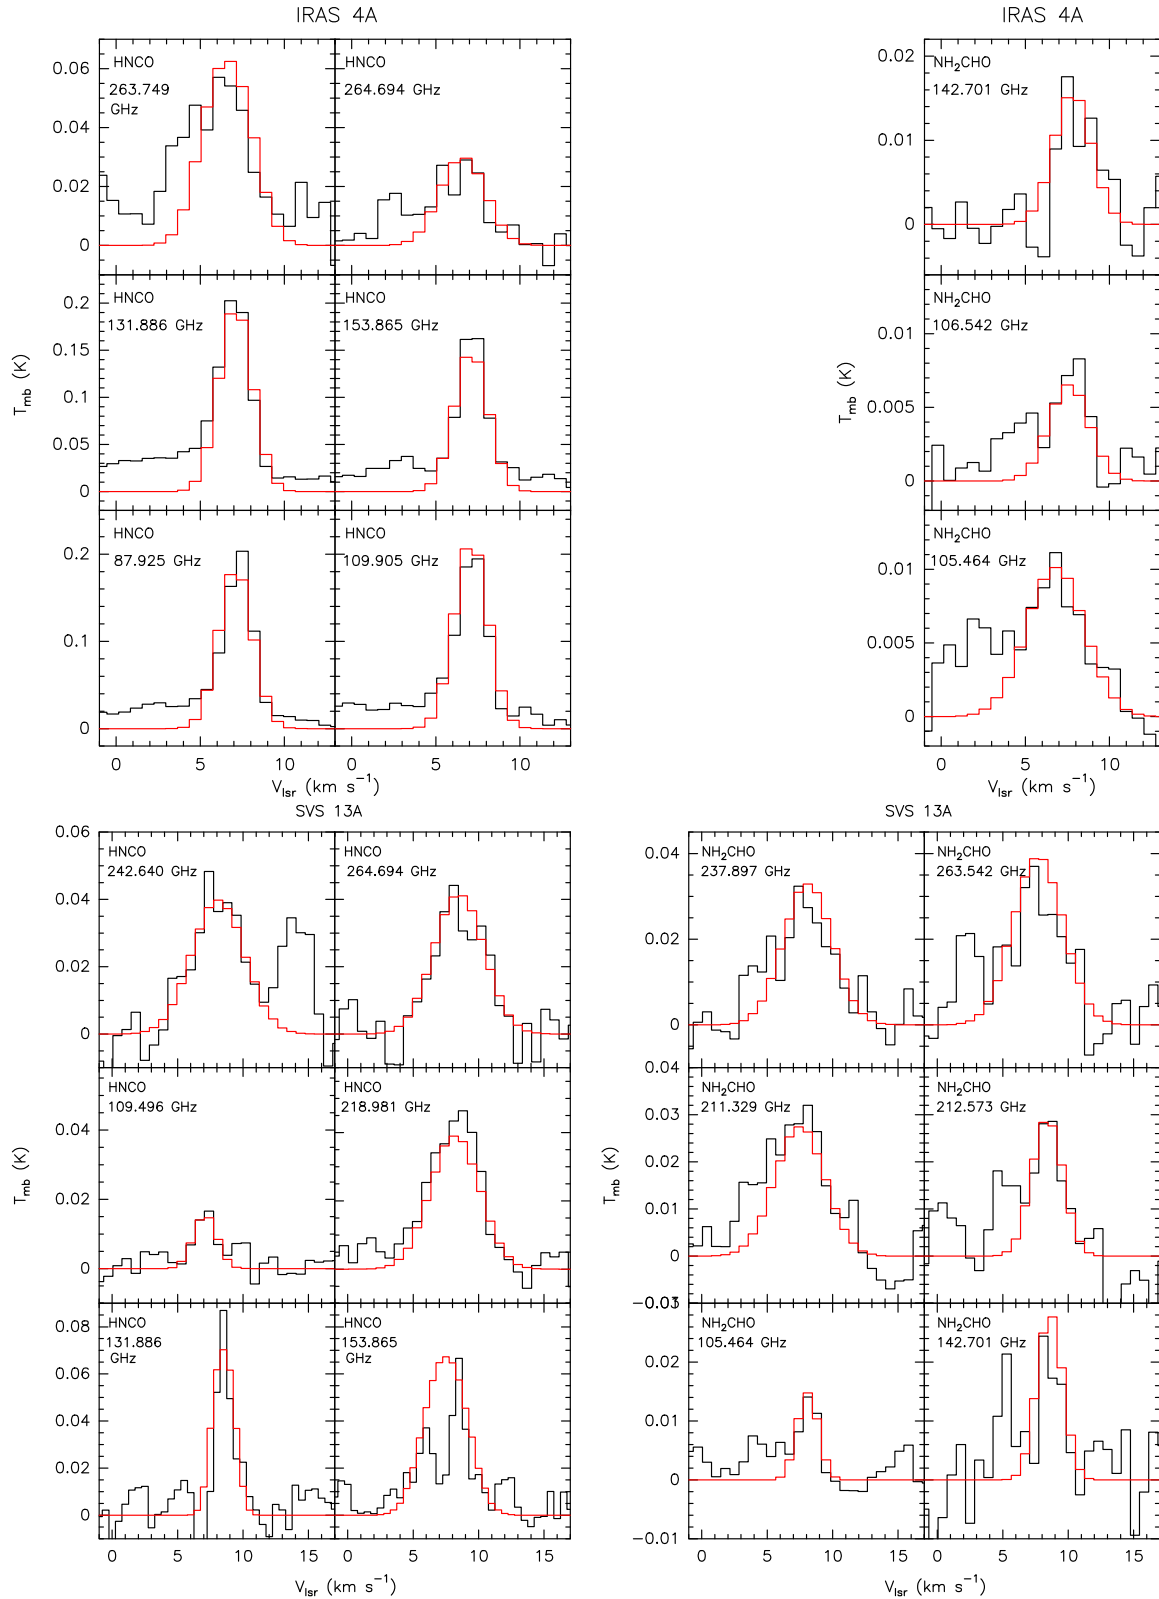 IRAS 4A
HNCO
263.749
GHz
HNCO
264.694 GHz
0.06
0.04
0.02
0
HNCO
131.886 GHz
HNCO
153.865 GHz
0.2
0.15
0.1
0.05
0
HNCO
87.925 GHz
HNCO
109.905 GHz
0.2
0.1
0
T_mb (K)
0 5 10 0 5 10
V_lsr (km s⁻¹)
IRAS 4A
NH₂CHO
142.701 GHz
0.02
0.01
0
NH₂CHO
106.542 GHz
0.01
0.005
0
NH₂CHO
105.464 GHz
0.01
0.005
0
T_mb (K)
0 5 10
V_lsr (km s⁻¹)
SVS 13A
HNCO
242.640 GHz
HNCO
264.694 GHz
0.06
0.04
0.02
0
HNCO
109.496 GHz
HNCO
218.981 GHz
0.04
0.02
0
HNCO
131.886
GHz
HNCO
153.865
GHz
0.08
0.06
0.04
0.02
0
T_mb (K)
0 5 10 15 0 5 10 15
V_lsr (km s⁻¹)
SVS 13A
NH₂CHO
237.897 GHz
NH₂CHO
263.542 GHz
0.04
0.02
0
NH₂CHO
211.329 GHz
NH₂CHO
212.573 GHz
0.04
0.03
0.02
0.01
0
NH₂CHO
105.464 GHz
NH₂CHO
142.701 GHz
0.02
0.01
0
−0.01
T_mb (K)
0 5 10 15 0 5 10 15
V_lsr (km s⁻¹)